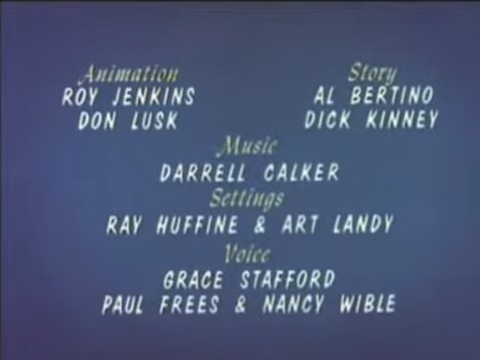 Animation
ROY JENKINS
DON LUSK
Story
AL BERTINO
DICK KINNEY
Music
DARRELL CALKER
Settings
RAY HUFFINE & ART LANDY
Voice
GRACE STAFFORD
PAUL FREES & NANCY WIBLE